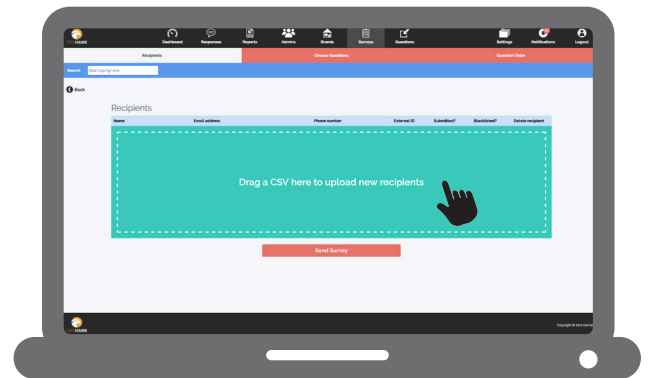 HAWK
Dashboard Responses Reports Admins Brands Surveys Questions Settings Notifications Logout
Recipients Choose Questions Question Order
Search Start typing here
Back
Recipients
Name Email address Phone number External ID Submitted? Blacklisted? Delete recipient
Drag a CSV here to upload new recipients
Send Survey
HAWK